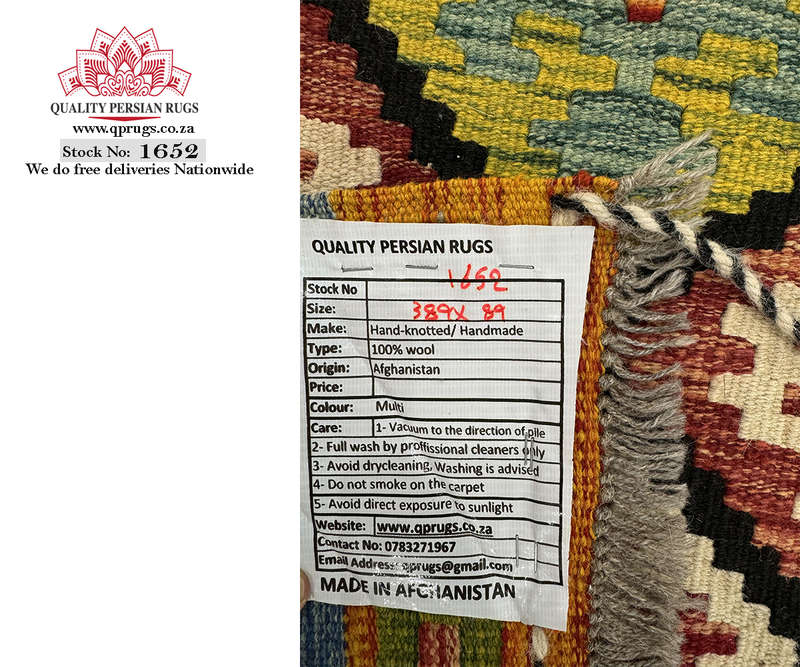 QUALITY PERSIAN RUGS
www.qprugs.co.za
Stock No: 1652
We do free deliveries Nationwide
QUALITY PERSIAN RUGS
Stock No 1652
Size: 389x 89
Make: Hand-knotted/ Handmade
Type: 100% wool
Origin: Afghanistan
Price:
Colour: Multi
Care: 1- Vacuum to the direction of pile
2- Full wash by proffissional cleaners only
3- Avoid drycleaning, Washing is advised
4- Do not smoke on the carpet
5- Avoid direct exposure to sunlight
Website: www.qprugs.co.za
Contact No: 0783271967
Email Address: qprugs@gmail.com
MADE IN AFGHANISTAN